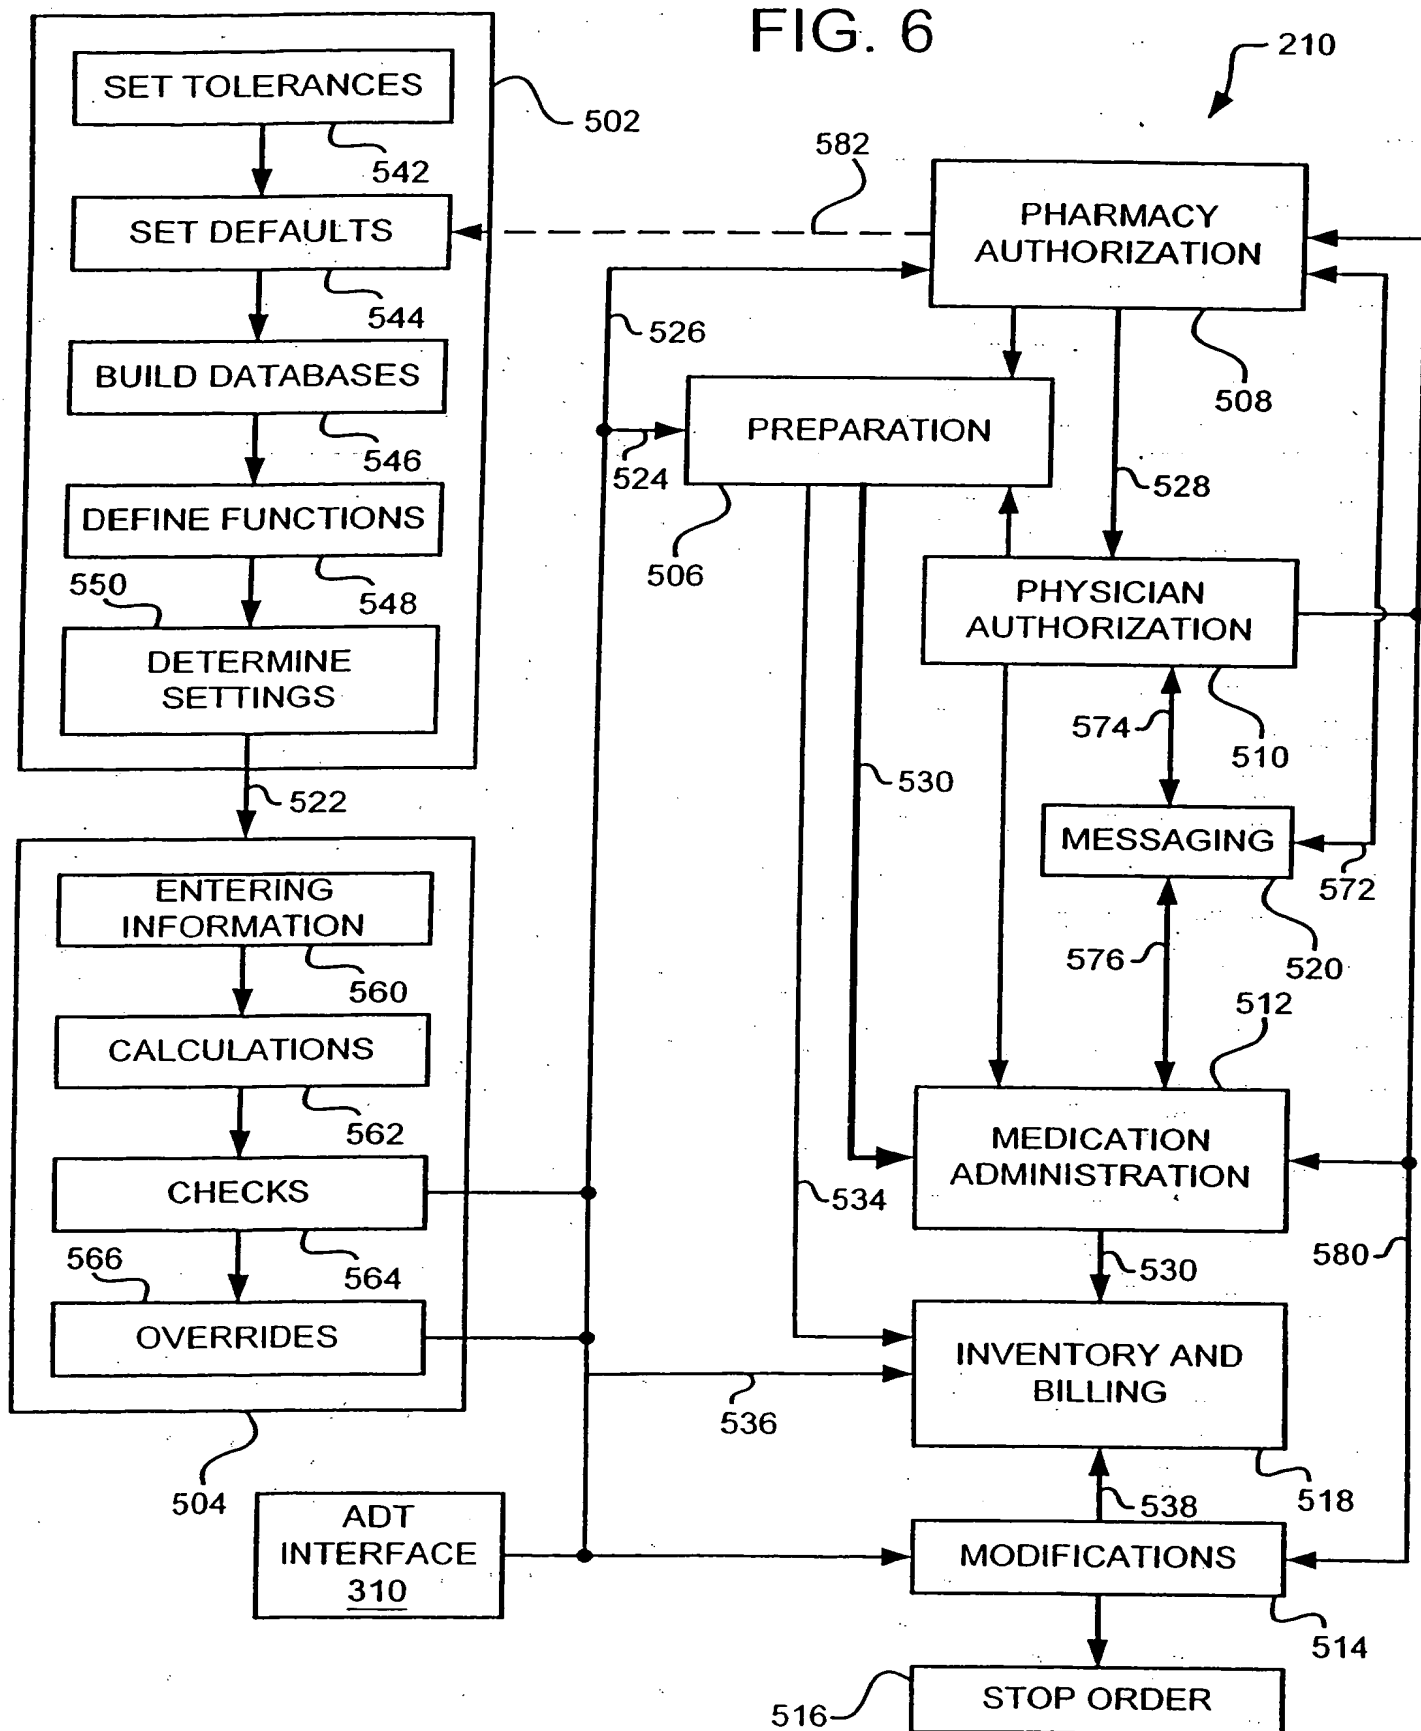 FIG. 6
210
SET TOLERANCES
502
542
582
SET DEFAULTS
544
PHARMACY
AUTHORIZATION
526
508
BUILD DATABASES
546
PREPARATION
524
528
506
DEFINE FUNCTIONS
548
550
DETERMINE
SETTINGS
PHYSICIAN
AUTHORIZATION
574
510
530
522
MESSAGING
572
520
576
512
ENTERING
INFORMATION
560
CALCULATIONS
562
MEDICATION
ADMINISTRATION
CHECKS
534
564
566
530
580
OVERRIDES
INVENTORY AND
BILLING
536
504
518
538
ADT
INTERFACE
310
MODIFICATIONS
514
STOP ORDER
516